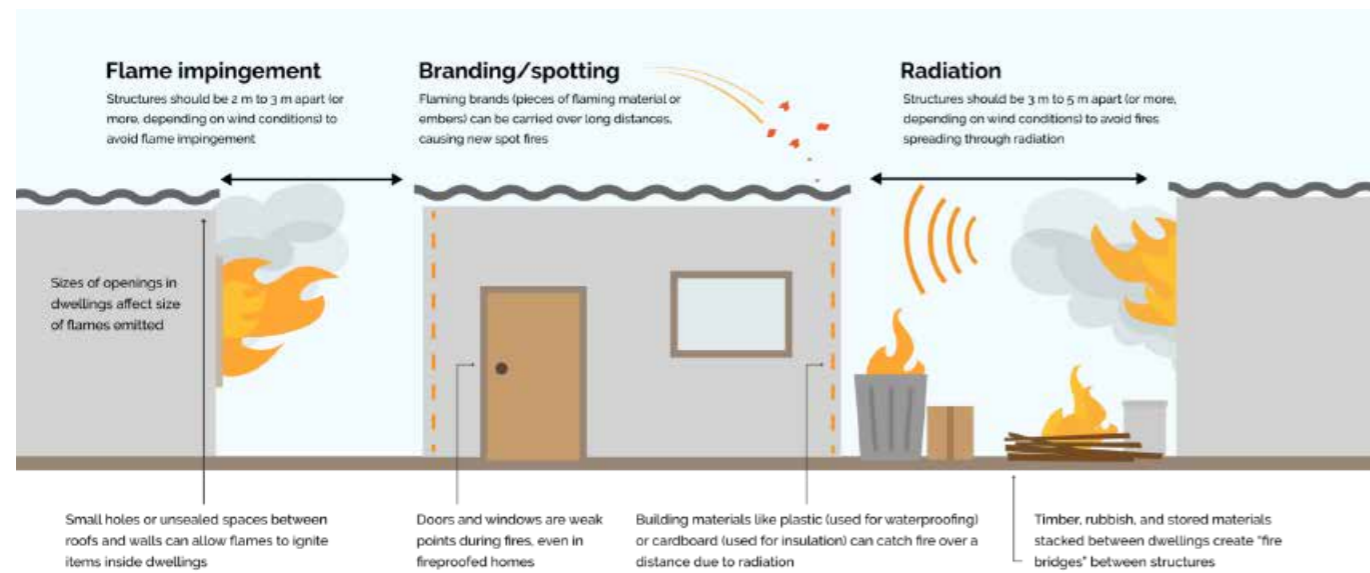 Flame impingement
Structures should be 2 m to 3 m apart (or
more, depending on wind conditions) to
avoid flame impingement
Branding/spotting
Flaming brands (pieces of flaming material or
embers) can be carried over long distances,
causing new spot fires
Radiation
Structures should be 3 m to 5 m apart (or more,
depending on wind conditions) to avoid fires
spreading through radiation
Sizes of openings in
dwellings affect size
of flames emitted
Small holes or unsealed spaces between
roofs and walls can allow flames to ignite
items inside dwellings
Doors and windows are weak
points during fires, even in
fireproofed homes
Building materials like plastic (used for waterproofing)
or cardboard (used for insulation) can catch fire over a
distance due to radiation
Timber, rubbish, and stored materials
stacked between dwellings create "fire
bridges" between structures